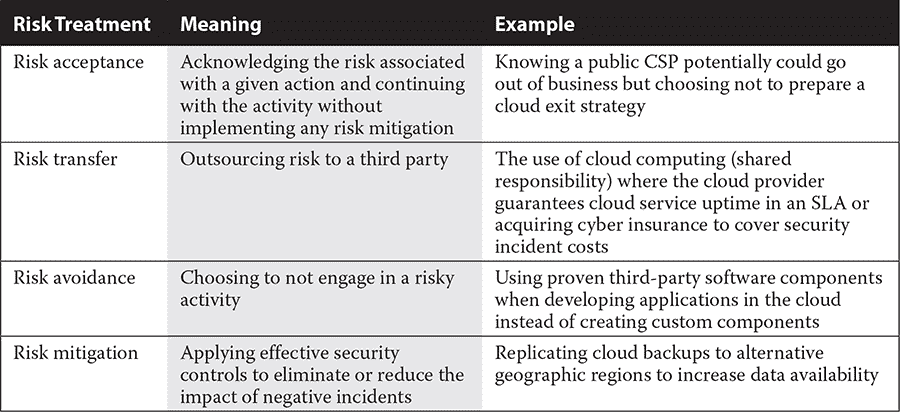 Risk Treatment Meaning Example
Risk acceptance Acknowledging the risk associated Knowing a public CSP potentially could go
with a given action and continuing out of business but choosing not to prepare a
with the activity without cloud exit strategy
implementing any risk mitigation
Risk transfer Outsourcing risk to a third party The use of cloud computing (shared
responsibility) where the cloud provider
guarantees cloud service uptime in an SLA or
acquiring cyber insurance to cover security
incident costs
Risk avoidance Choosing to not engage in a risky Using proven third-party software components
activity when developing applications in the cloud
instead of creating custom components
Risk mitigation Applying effective security Replicating cloud backups to alternative
controls to eliminate or reduce the geographic regions to increase data availability
impact of negative incidents